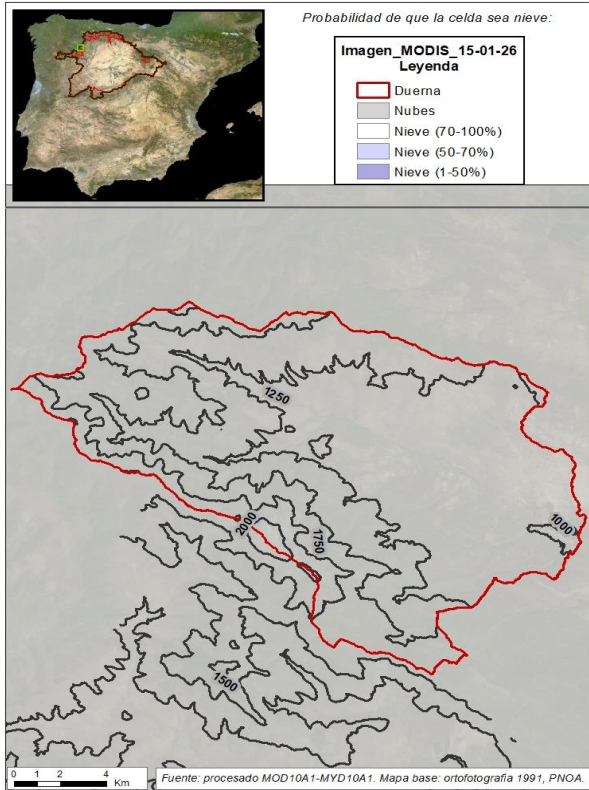 Probabilidad de que la celda sea nieve:
Imagen_MODIS_15-01-26
Leyenda
Duerna
Nubes
Nieve (70-100%)
Nieve (50-70%)
Nieve (1-50%)
1250
2000
1750
1000
1500
0 1 2 4
Km
Fuente: procesado MOD10A1-MYD10A1. Mapa base: ortofotografia 1991, PNOA.